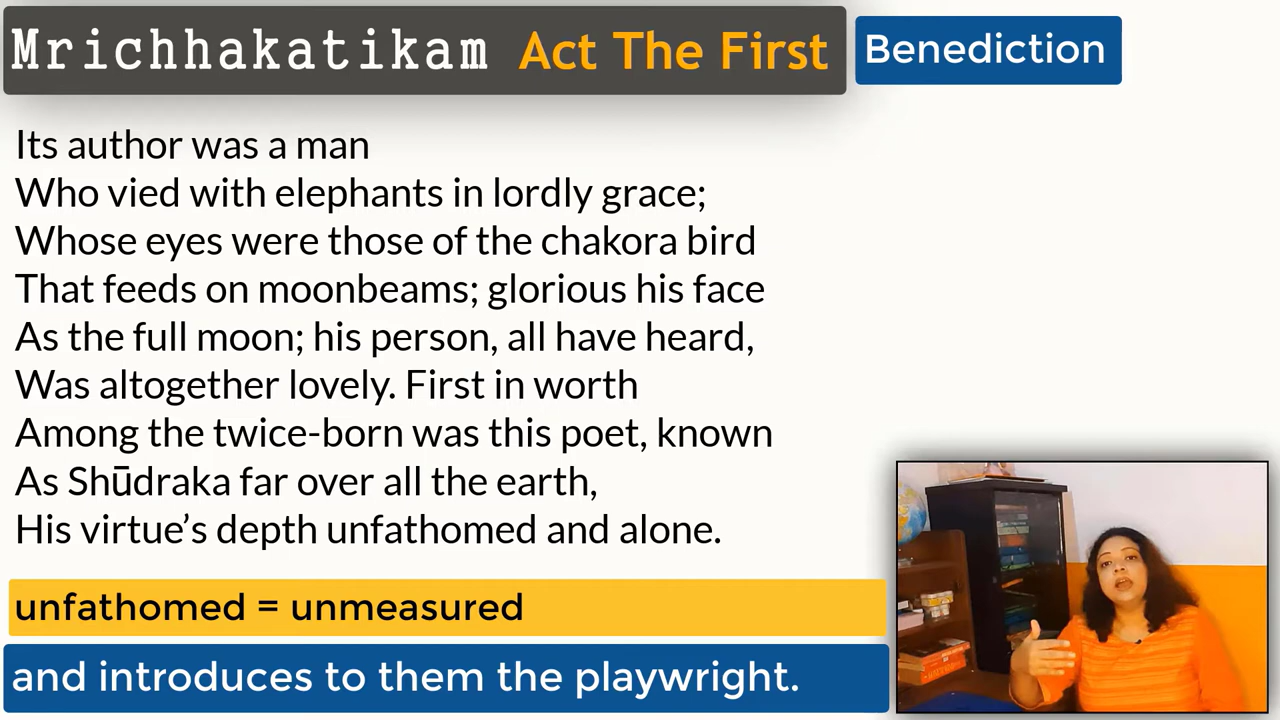 Mrichhakatikam Act The First Benediction
Its author was a man
Who vied with elephants in lordly grace;
Whose eyes were those of the chakora bird
That feeds on moonbeams; glorious his face
As the full moon; his person, all have heard,
Was altogether lovely. First in worth
Among the twice-born was this poet, known
As Shūdraka far over all the earth,
His virtue’s depth unfathomed and alone.
unfathomed = unmeasured
and introduces to them the playwright.